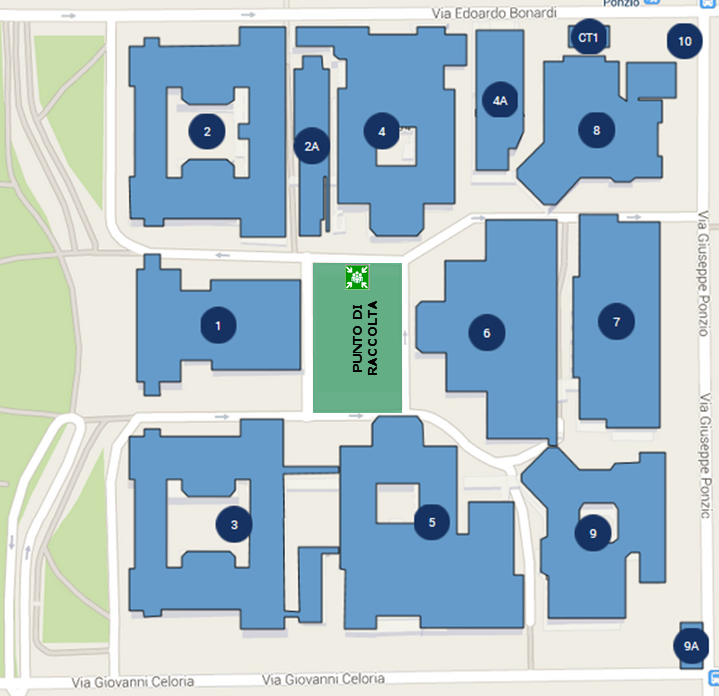 Ponzio
Via Edoardo Bonardi
CT1
10
4A
2
4
8
2A
Via Giuseppe Ponzio
PUNTO DI
RACCOLTA
1
6
7
Via Giuseppe Ponzic
3
5
9
9A
Via Giovanni Celoria
Via Giovanni Celoria